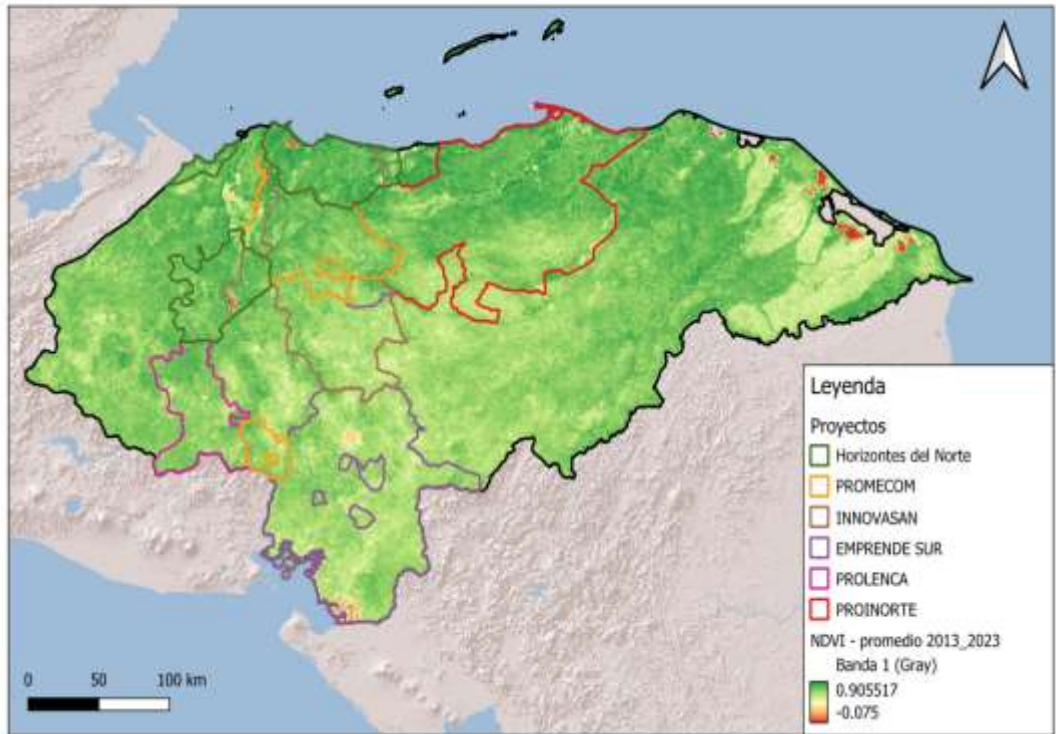 Leyenda
Proyectos
Horizontes del Norte
PROMECOM
INNOVASAN
EMPRENDE SUR
PROLENCA
PROINORTE
NDVI - promedio 2013_2023
Banda 1 (Gray)
0.905517
-0.075
0 50 100 km